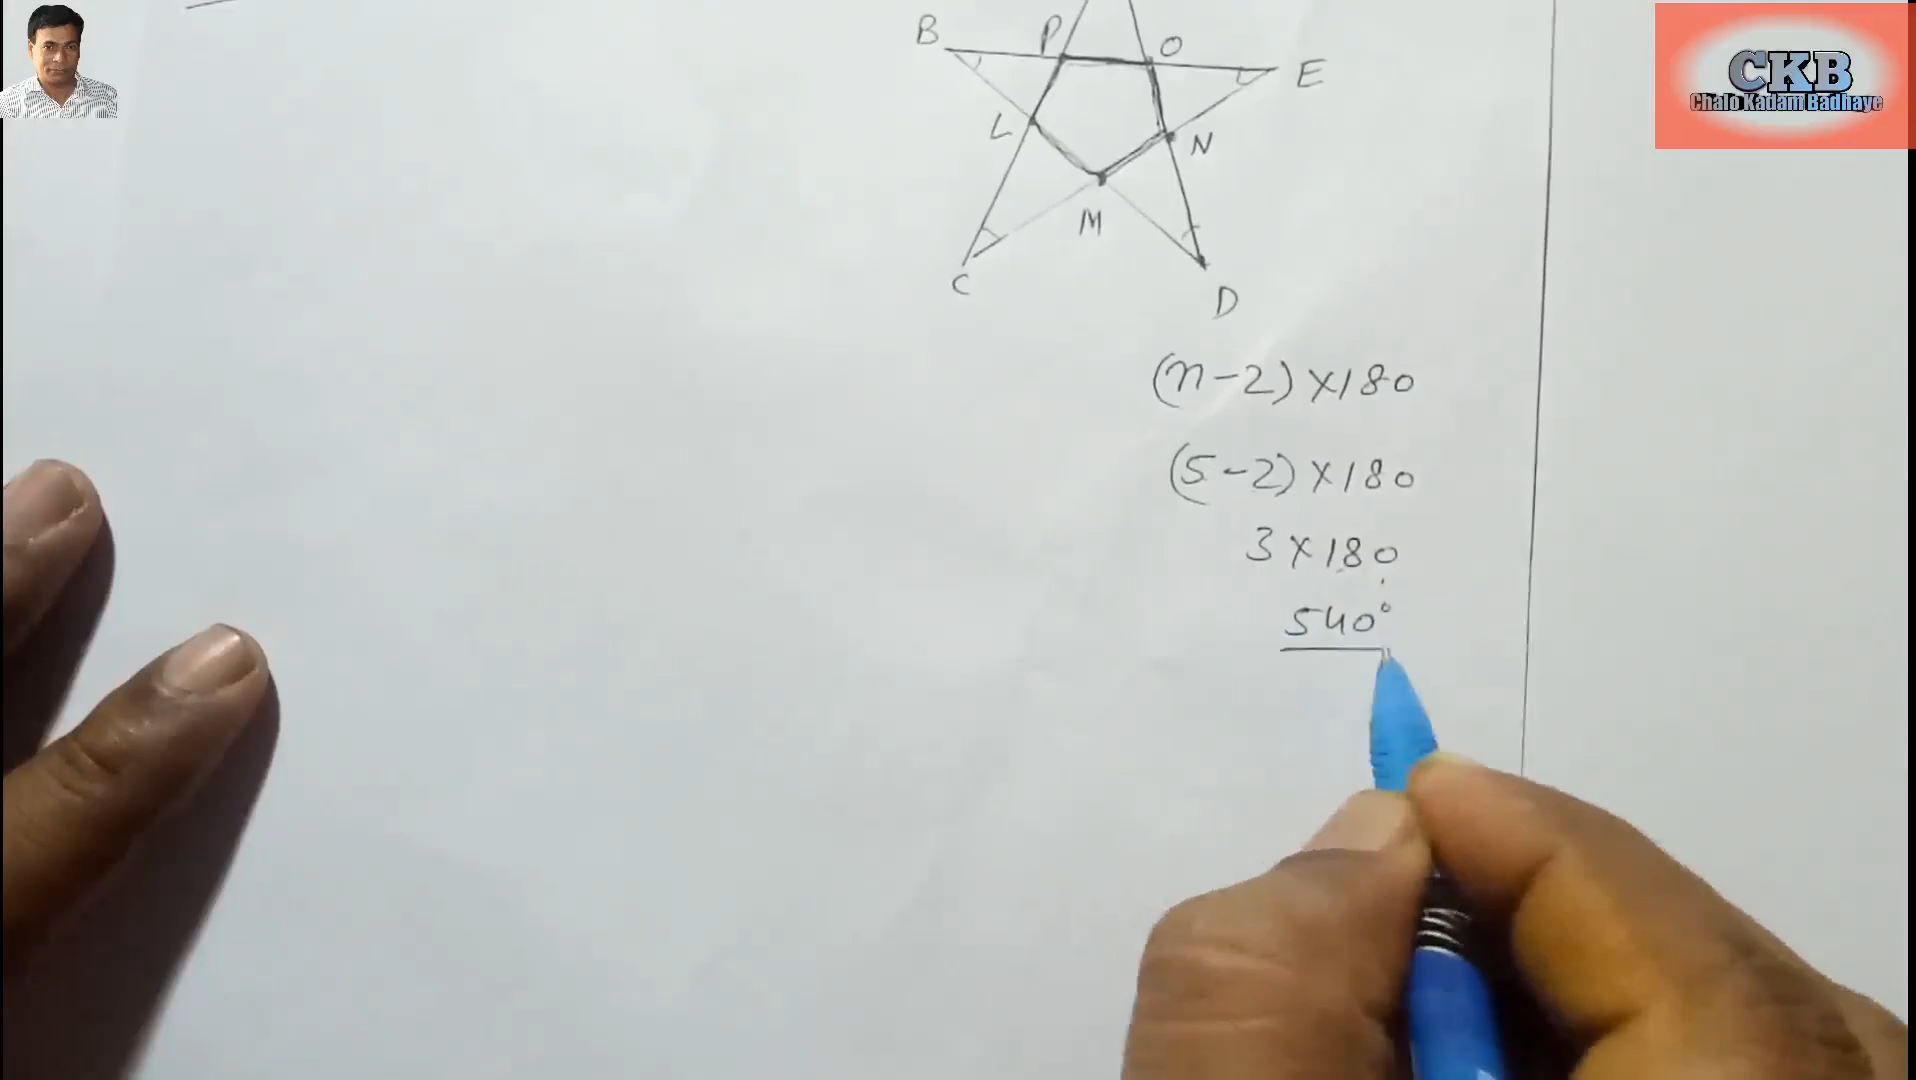 CKB
Chalo Kadam Badhaye
B P O E
L N
M
C D
(n-2) × 180
(5-2) × 180
3 × 180
540°